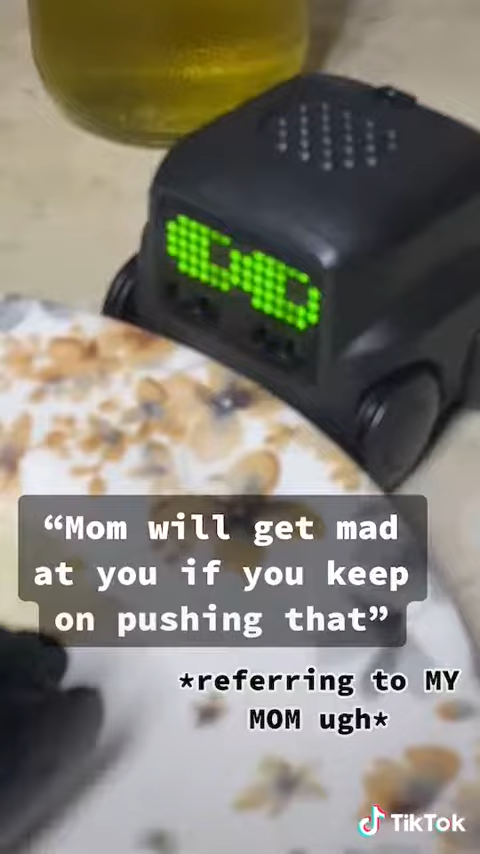 “Mom will get mad
at you if you keep
on pushing that”
*referring to MY
MOM ugh*
TikTok